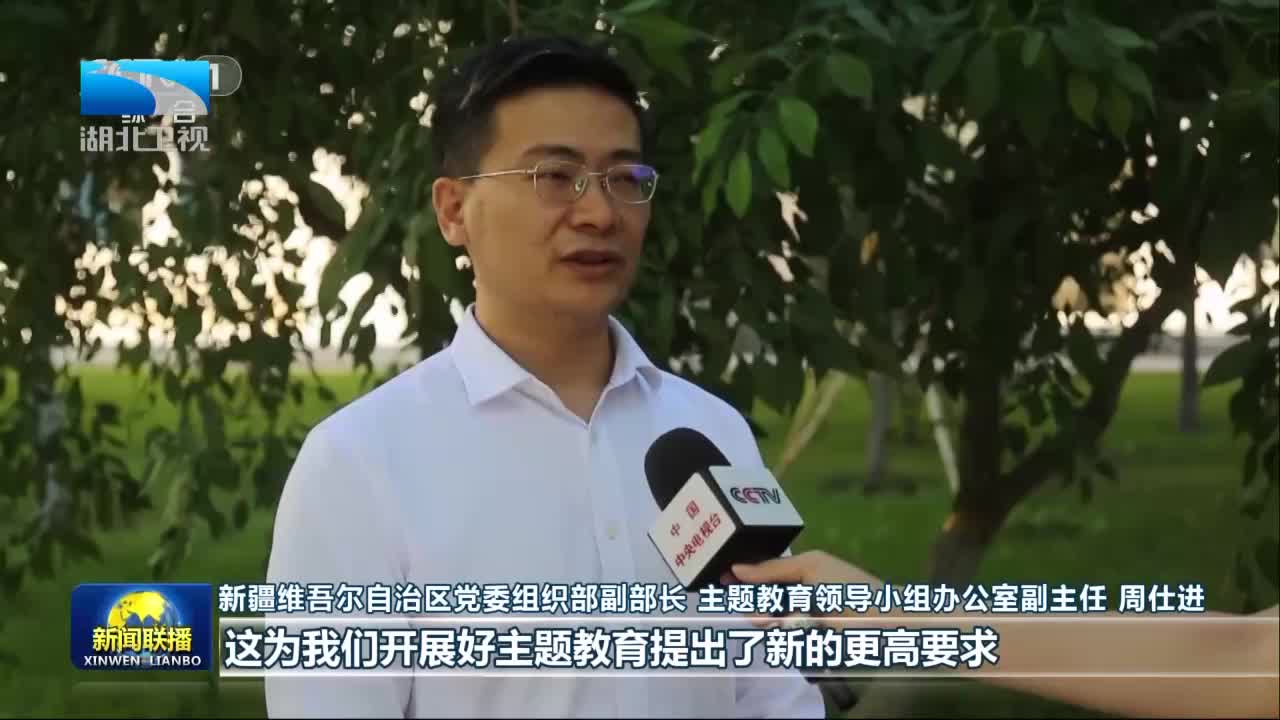 综合
湖北卫视
CCTV
中国
中央电视台
新疆维吾尔自治区党委组织部副部长 主题教育领导小组办公室副主任 周仕进
新闻联播
XINWEN LIANBO
这为我们开展好主题教育提出了新的更高要求